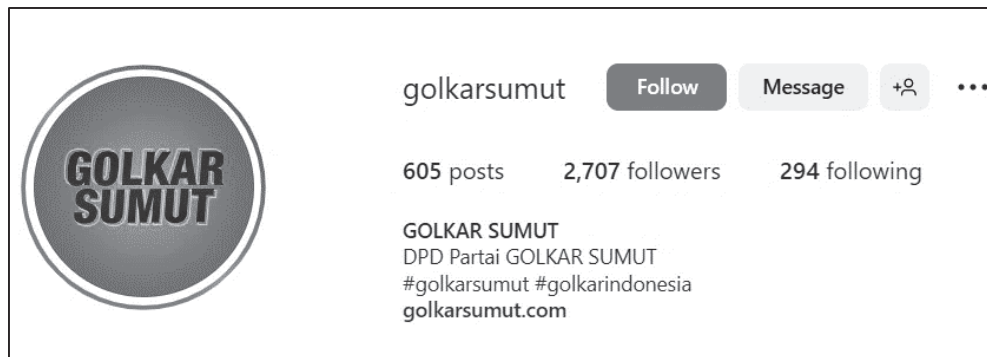 GOLKAR
SUMUT
golkarsumut Follow Message
605 posts 2,707 followers 294 following
GOLKAR SUMUT
DPD Partai GOLKAR SUMUT
#golkarsumut #golkarindonesia
golkarsumut.com